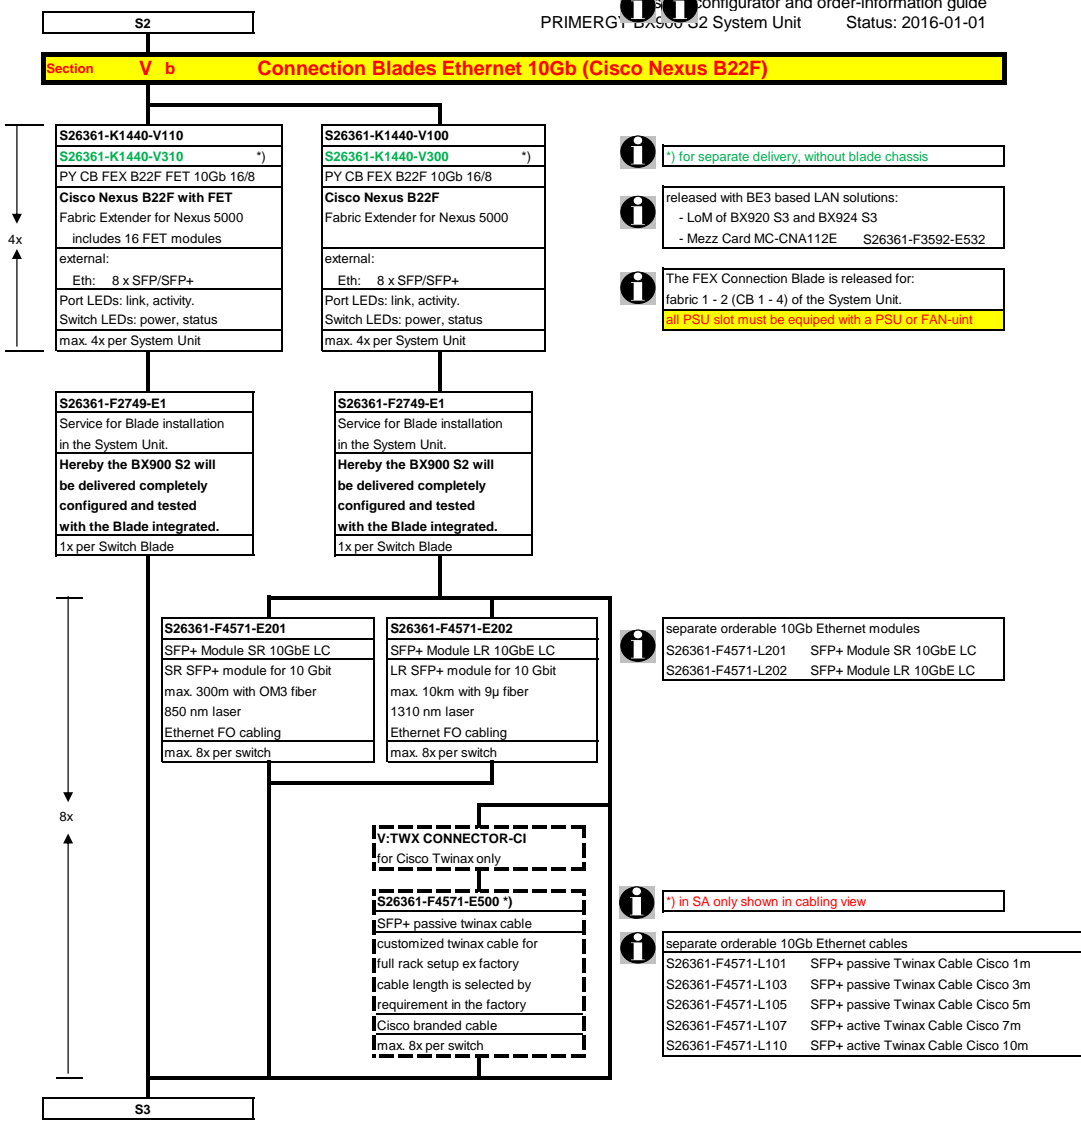 configurator and order-information guide
PRIMERGY BX900 S2 System Unit Status: 2016-01-01
S2
Section V b Connection Blades Ethernet 10Gb (Cisco Nexus B22F)
4x
S26361-K1440-V110
S26361-K1440-V310 *)
PY CB FEX B22F FET 10Gb 16/8
Cisco Nexus B22F with FET
Fabric Extender for Nexus 5000
includes 16 FET modules
external:
Eth: 8 x SFP/SFP+
Port LEDs: link, activity.
Switch LEDs: power, status
max. 4x per System Unit
S26361-K1440-V100
S26361-K1440-V300 *)
PY CB FEX B22F 10Gb 16/8
Cisco Nexus B22F
Fabric Extender for Nexus 5000
external:
Eth: 8 x SFP/SFP+
Port LEDs: link, activity.
Switch LEDs: power, status
max. 4x per System Unit
*) for separate delivery, without blade chassis
released with BE3 based LAN solutions:
- LoM of BX920 S3 and BX924 S3
- Mezz Card MC-CNA112E S26361-F3592-E532
The FEX Connection Blade is released for:
fabric 1 - 2 (CB 1 - 4) of the System Unit.
all PSU slot must be equiped with a PSU or FAN-uint
S26361-F2749-E1
Service for Blade installation
in the System Unit.
Hereby the BX900 S2 will
be delivered completely
configured and tested
with the Blade integrated.
1x per Switch Blade
S26361-F2749-E1
Service for Blade installation
in the System Unit.
Hereby the BX900 S2 will
be delivered completely
configured and tested
with the Blade integrated.
1x per Switch Blade
8x
S26361-F4571-E201
SFP+ Module SR 10GbE LC
SR SFP+ module for 10 Gbit
max. 300m with OM3 fiber
850 nm laser
Ethernet FO cabling
max. 8x per switch
S26361-F4571-E202
SFP+ Module LR 10GbE LC
LR SFP+ module for 10 Gbit
max. 10km with 9µ fiber
1310 nm laser
Ethernet FO cabling
max. 8x per switch
separate orderable 10Gb Ethernet modules
S26361-F4571-L201 SFP+ Module SR 10GbE LC
S26361-F4571-L202 SFP+ Module LR 10GbE LC
V:TWX CONNECTOR-CI
for Cisco Twinax only
S26361-F4571-E500 *)
SFP+ passive twinax cable
customized twinax cable for
full rack setup ex factory
cable length is selected by
requirement in the factory
Cisco branded cable
max. 8x per switch
*) in SA only shown in cabling view
separate orderable 10Gb Ethernet cables
S26361-F4571-L101 SFP+ passive Twinax Cable Cisco 1m
S26361-F4571-L103 SFP+ passive Twinax Cable Cisco 3m
S26361-F4571-L105 SFP+ passive Twinax Cable Cisco 5m
S26361-F4571-L107 SFP+ active Twinax Cable Cisco 7m
S26361-F4571-L110 SFP+ active Twinax Cable Cisco 10m
S3